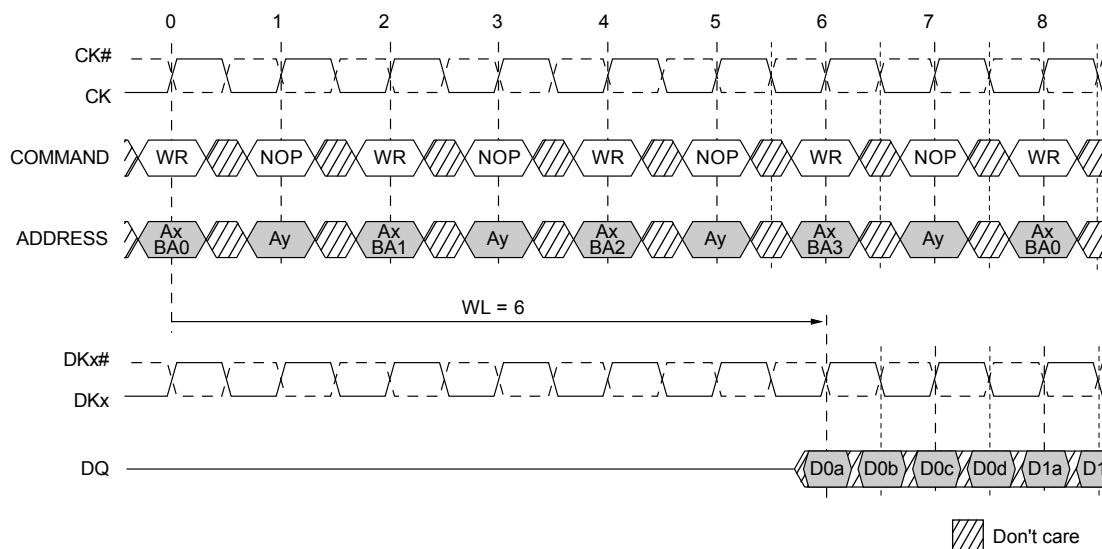 0 1 2 3 4 5 6 7 8
CK#
CK
COMMAND WR NOP WR NOP WR NOP WR NOP WR
Ax Ax Ax Ax Ax
ADDRESS BA0 Ay BA1 Ay BA2 Ay BA3 Ay BA0
WL = 6
DKx#
DKx
DQ D0a D0b D0c D0d D1a D1
Don't care